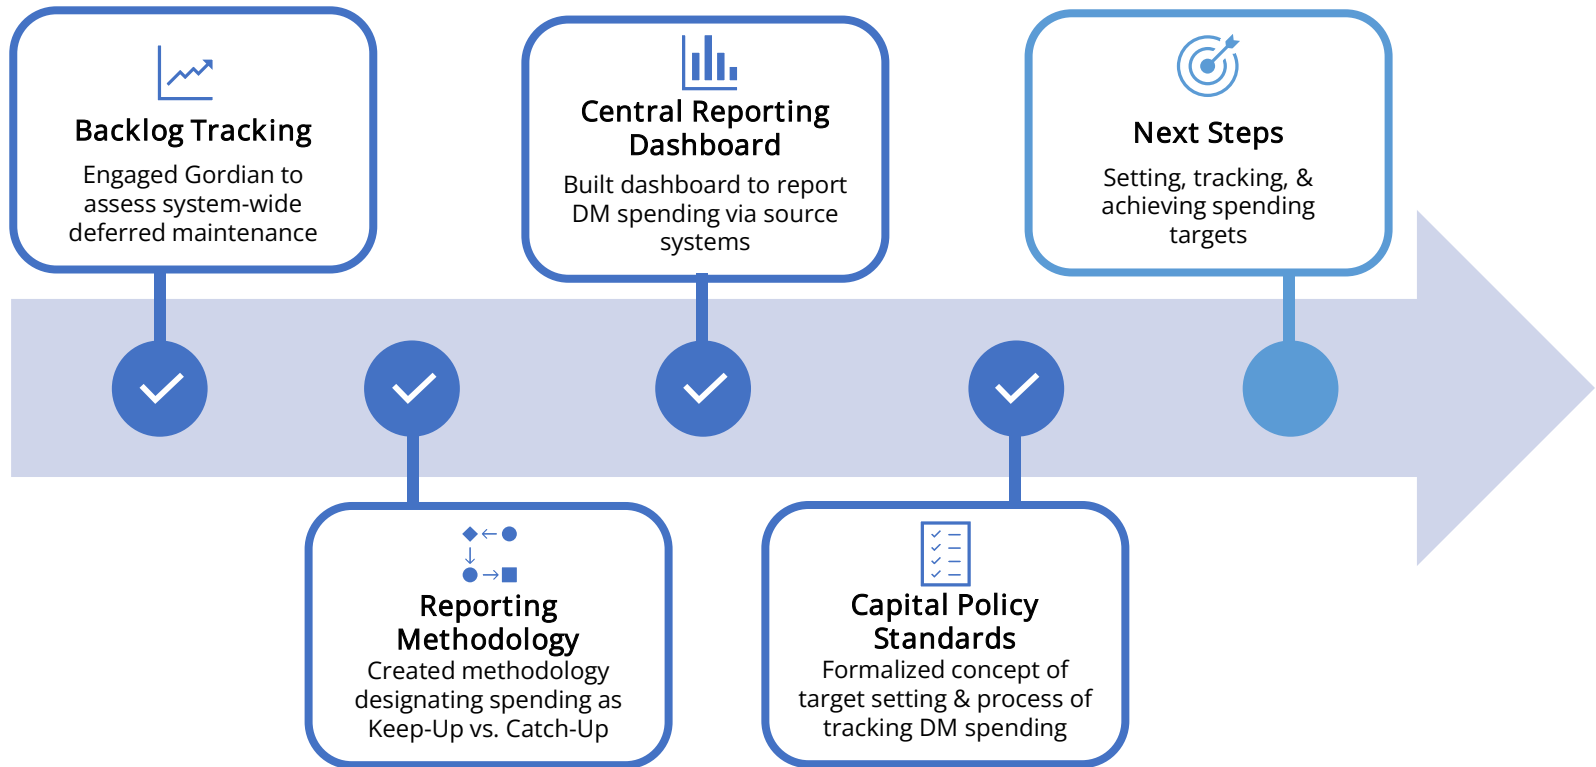 Backlog Tracking
Engaged Gordian to
assess system-wide
deferred maintenance
Reporting
Methodology
Created methodology
designating spending as
Keep-Up vs. Catch-Up
Central Reporting
Dashboard
Built dashboard to report
DM spending via source
systems
Capital Policy
Standards
Formalized concept of
target setting & process of
tracking DM spending
Next Steps
Setting, tracking, &
achieving spending
targets